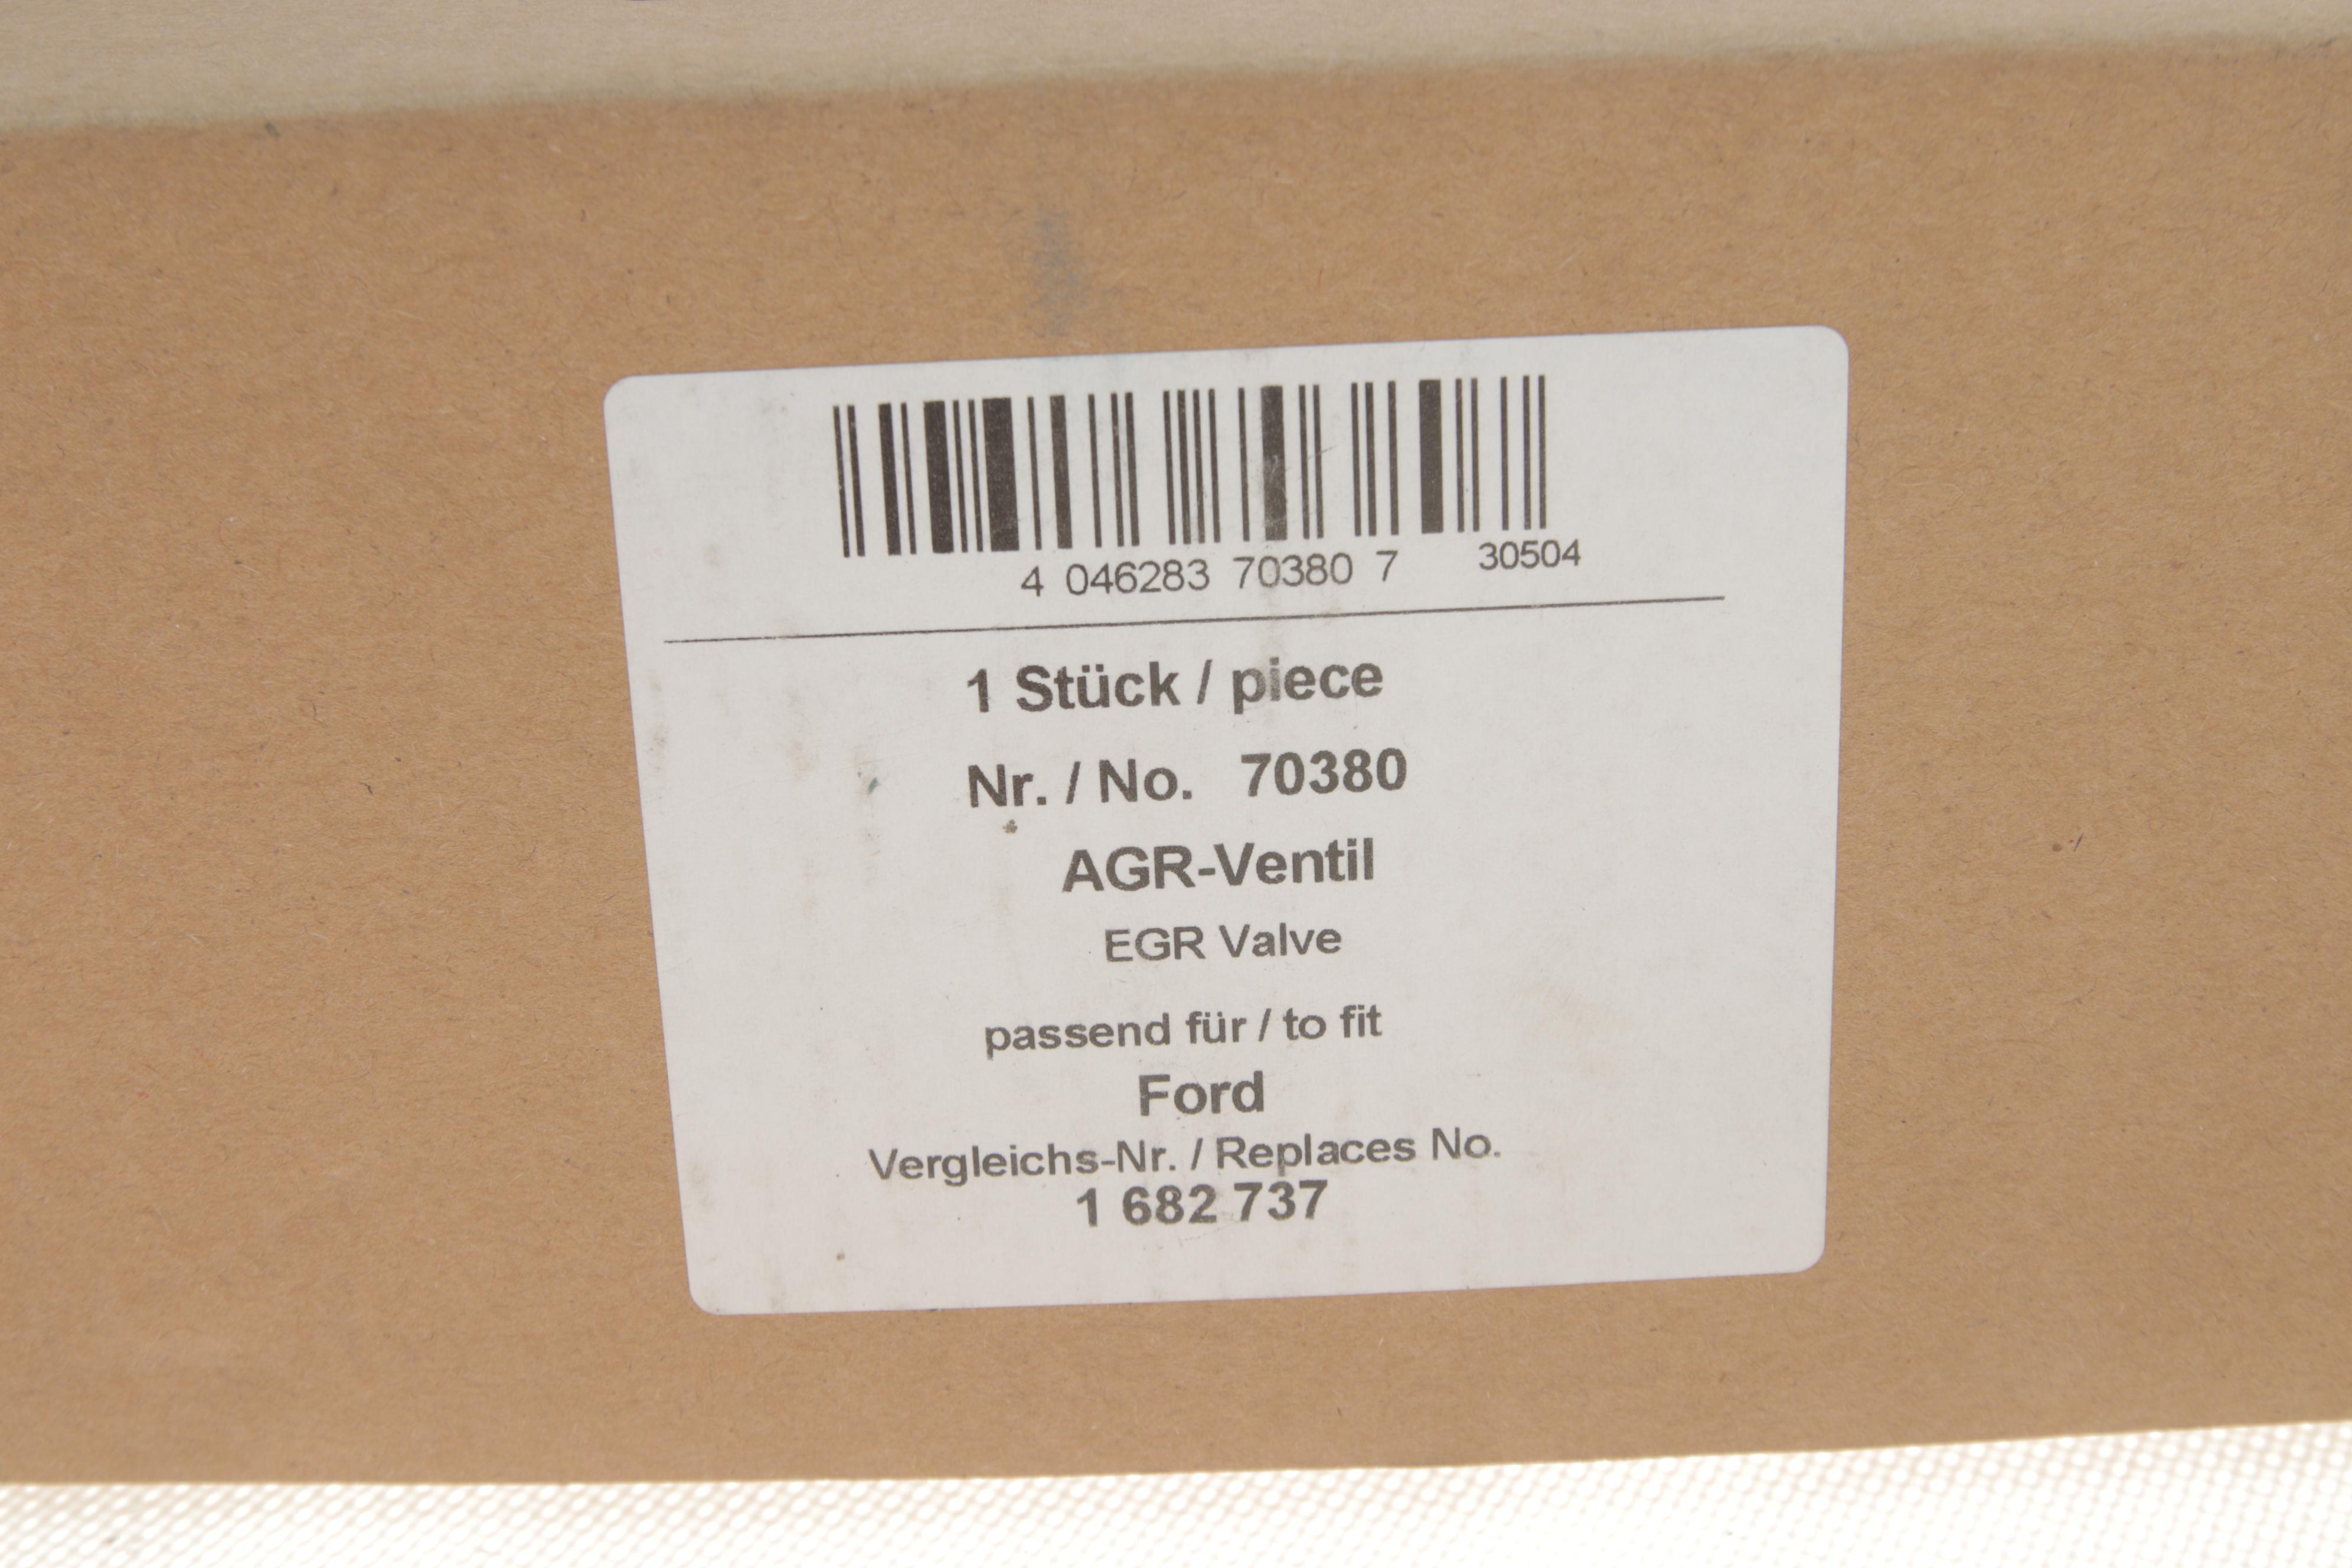 4 046283 70380 7 30504
1 Stück / piece
Nr. / No. 70380
AGR-Ventil
EGR Valve
passend für / to fit
Ford
Vergleichs-Nr. / Replaces No.
1 682 737